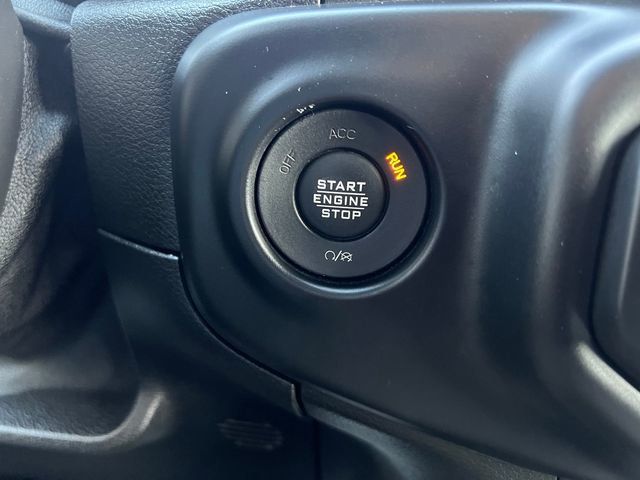 OFF
ACC
RUN
START
ENGINE
STOP